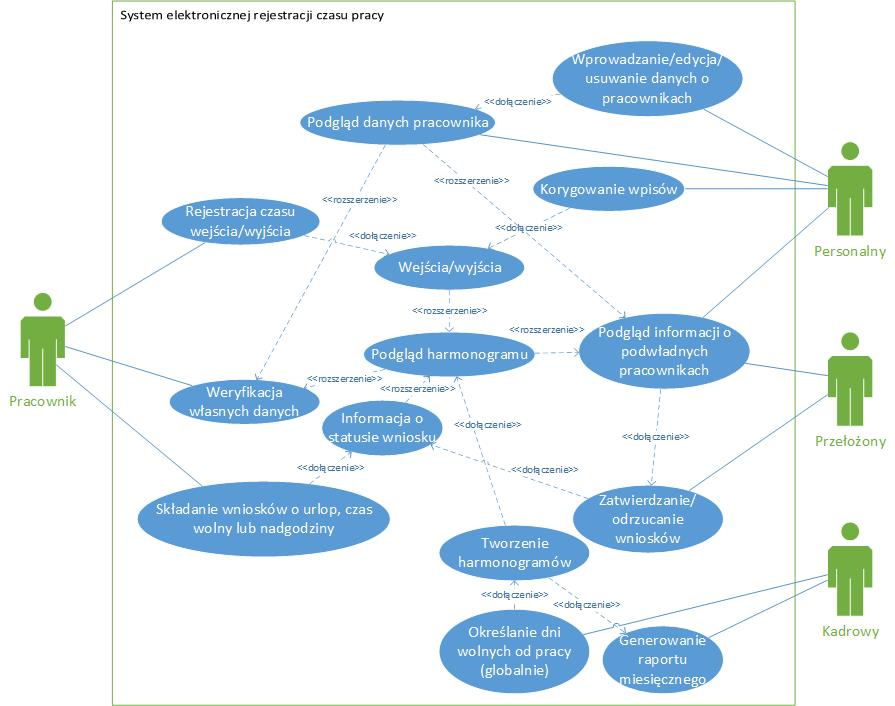 System elektronicznej rejestracji czasu pracy
Wprowadzanie/edycja/
usuwanie danych o
pracownikach
<<dołączenie>>
Podgląd danych pracownika
<<rozszerzenie>>
Korygowanie wpisów
<<rozszerzenie>>
Rejestracja czasu
wejścia/wyjścia
<<dołączenie>>
<<dołączenie>>
Personalny
Wejścia/wyjścia
<<rozszerzenie>>
<<rozszerzenie>>
Podgląd harmonogramu
Podgląd informacji o
podwładnych
pracownikach
<<rozszerzenie>>
<<rozszerzenie>>
Pracownik
Weryfikacja
własnych danych
Informacja o
statusie wniosku
<<dołączenie>>
<<dołączenie>>
Przełożony
<<dołączenie>>
<<dołączenie>>
Składanie wniosków o urlop, czas
wolny lub nadgodziny
Zatwierdzanie/
odrzucanie
wniosków
Tworzenie
harmonogramów
<<dołączenie>>
<<dołączenie>>
Określanie dni
wolnych od pracy
(globalnie)
Generowanie
raportu
miesięcznego
Kadrowy